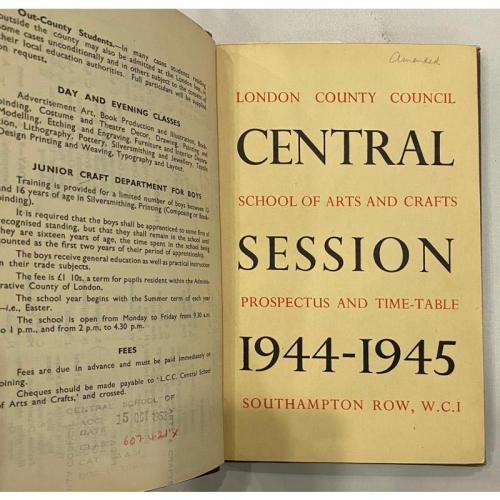 Out-County Students.—In many cases students residing
outside the county may also be admitted at the London fee, in
some cases unconditionally and in others subject to the consent of
their local education authorities. Full particulars will be supplied
on request.
DAY AND EVENING CLASSES
Advertisement Art, Book Production and Illustration, Book-
binding, Costume and Theatre Decor, Drawing, Painting and
Modelling, Etching and Engraving, Furniture and Interior
Lithography, Pottery, Silversmithing and Jewellery, Textile
Design Printing and Weaving, Typography and Layout.
JUNIOR CRAFT DEPARTMENT FOR BOYS
Training is provided for a limited number of boys between
and 16 years of age in Silversmithing, Printing (Composing or Book-
binding).
It is required that the boys shall be apprenticed to some firm of
recognised standing, but that they shall remain in the school until
they are sixteen years of age, the time spent in the school being
counted as the first two years of their period of apprenticeship.
The boys receive general education as well as practical instruction
in their trade subjects.
The fee is £1 10s. a term for pupils resident within the Adminis-
trative County of London.
The school year begins with the Summer term of each year
—i.e., Easter.
The school is open from Monday to Friday from 9.30 a.m.
to 1 p.m., and from 2 p.m. to 4.30 p.m.
FEES
Fees are due in advance and must be paid immediately on
joining.
Cheques should be made payable to 'L.C.C. Central School
of Arts and Crafts,' and crossed.
CENTRAL SCHOOL OF
ACC
DATE 15 OCT 1952
CLASS
Amended
LONDON COUNTY COUNCIL
CENTRAL
SCHOOL OF ARTS AND CRAFTS
SESSION
PROSPECTUS AND TIME-TABLE
1944-1945
SOUTHAMPTON ROW, W.C.I